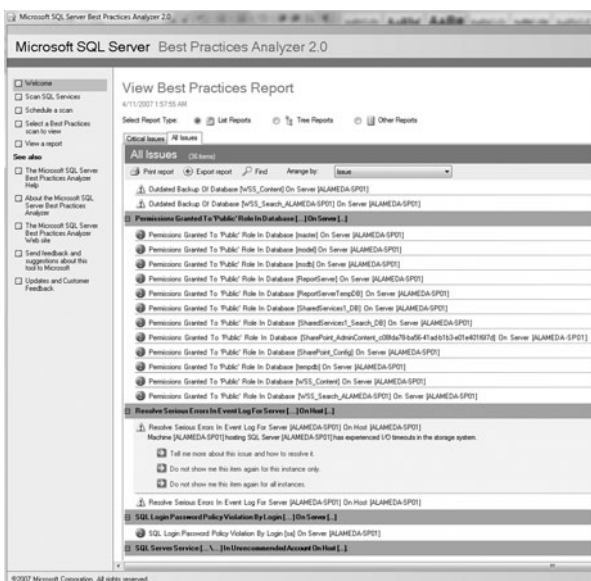 Microsoft SQL Server Best Practices Analyzer 2.0
Microsoft SQL Server Best Practices Analyzer 2.0
Welcome
Scan SQL Services
Schedule a scan
Select a Best Practices
scan to view
View a report
See also
The Microsoft SQL Server
Best Practices Analyzer
Help
About the Microsoft SQL
Server Best Practices
Analyzer
The Microsoft SQL Server
Best Practices Analyzer
Web site
Send feedback and
suggestions about this
tool to Microsoft
Updates and Customer
Feedback.
View Best Practices Report
4/11/2007 1:57:55 AM
Select Report Type: List Reports Tree Reports Other Reports
Critical Issues All Issues
All Issues (36 items)
Print report Export report Find Arrange by: Issue
Outdated Backup Of Database [WSS_Content] On Server [ALAMEDA-SP01]
Outdated Backup Of Database [WSS_Search_ALAMEDA-SP01] On Server [ALAMEDA-SP01]
Permissions Granted To 'Public' Role In Database [...] On Server [...]
Permissions Granted To 'Public' Role In Database [master] On Server [ALAMEDA-SP01]
Permissions Granted To 'Public' Role In Database [model] On Server [ALAMEDA-SP01]
Permissions Granted To 'Public' Role In Database [msdb] On Server [ALAMEDA-SP01]
Permissions Granted To 'Public' Role In Database [ReportServer] On Server [ALAMEDA-SP01]
Permissions Granted To 'Public' Role In Database [ReportServerTempDB] On Server [ALAMEDA-SP01]
Permissions Granted To 'Public' Role In Database [SharedServices1_DB] On Server [ALAMEDA-SP01]
Permissions Granted To 'Public' Role In Database [SharedServices1_Search_DB] On Server [ALAMEDA-SP01]
Permissions Granted To 'Public' Role In Database On Server [ALAMEDA-SP01]
Permissions Granted To 'Public' Role In Database [SharePoint_Config] On Server [ALAMEDA-SP01]
Permissions Granted To 'Public' Role In Database [tempdb] On Server [ALAMEDA-SP01]
Permissions Granted To 'Public' Role In Database [WSS_Content] On Server [ALAMEDA-SP01]
Permissions Granted To 'Public' Role In Database [WSS_Search_ALAMEDA-SP01] On Server [ALAMEDA-SP01]
Resolve Serious Errors In Event Log For Server [...] On Host [...]
Resolve Serious Errors In Event Log For Server [ALAMEDA-SP01] On Host [ALAMEDA-SP01]
Machine [ALAMEDA-SP01] hosting SQL Server [ALAMEDA-SP01] has experienced I/O timeouts in the storage system.
Tell me more about this issue and how to resolve it.
Do not show me this item again for this instance only.
Do not show me this item again for all instances.
Resolve Serious Errors In Event Log For Server [ALAMEDA-SP01] On Host [ALAMEDA-SP01]
SQL Login Password Policy Violation By Login [...] On Server [...]
SQL Login Password Policy Violation By Login [sa] On Server [ALAMEDA-SP01]
SQL Server Service [...\...] In Unrecommended Account On Host [...]
©2007 Microsoft Corporation. All rights reserved.